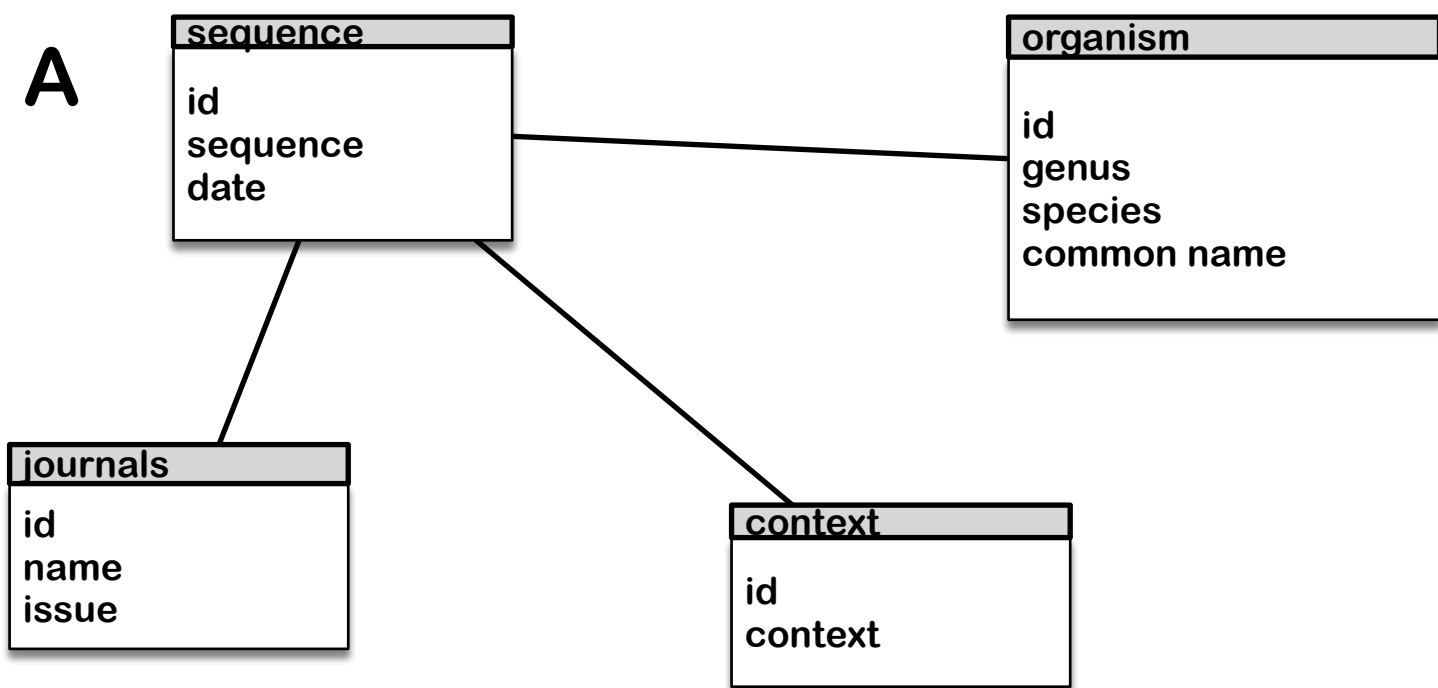 A
sequence
id
sequence
date
organism
id
genus
species
common name
journals
id
name
issue
context
id
context